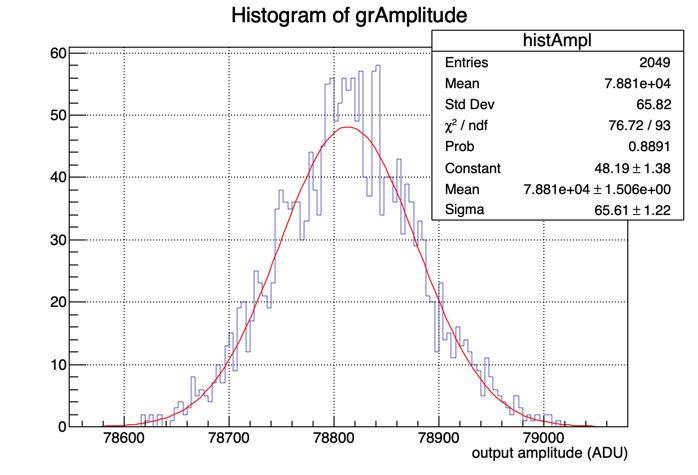 Histogram of grAmplitude
histAmpl
Entries 2049
Mean 7.881e+04
Std Dev 65.82
χ² / ndf 76.72 / 93
Prob 0.8891
Constant 48.19 ± 1.38
Mean 7.881e+04 ± 1.506e+00
Sigma 65.61 ± 1.22
60
50
40
30
20
10
0
78600 78700 78800 78900 79000
output amplitude (ADU)